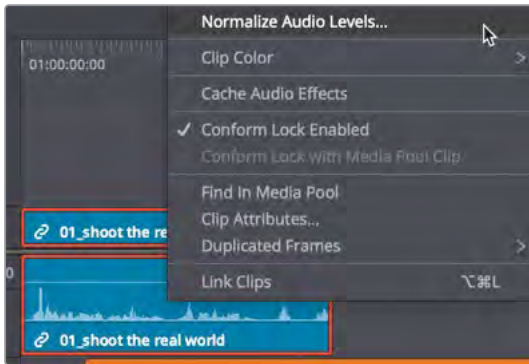 Normalize Audio Levels...
01:00:00:00
Clip Color >
Cache Audio Effects
✓ Conform Lock Enabled
Conform Lock with Media Pool Clip
Find In Media Pool
Clip Attributes...
Duplicated Frames >
01_shoot the re
Link Clips ⌥⌘L
0
01_shoot the real world